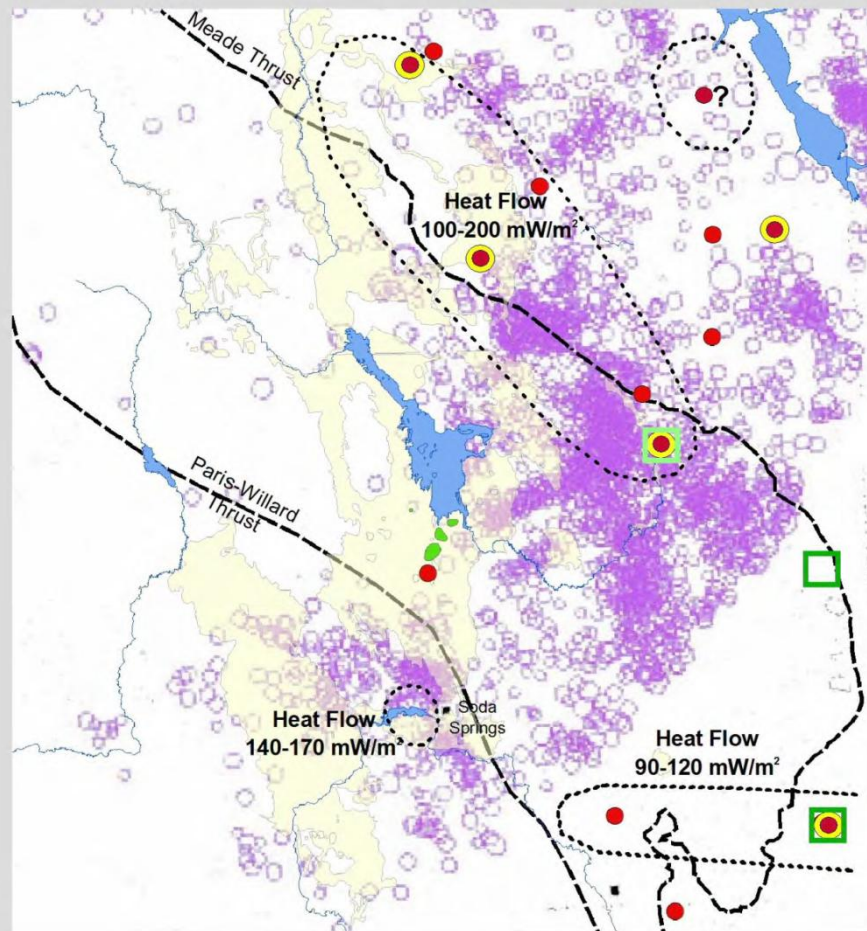 Meade Thrust
?
Heat Flow
100-200 mW/m²
Paris-Willard
Thrust
Soda
Springs
Heat Flow
140-170 mW/m²
Heat Flow
90-120 mW/m²